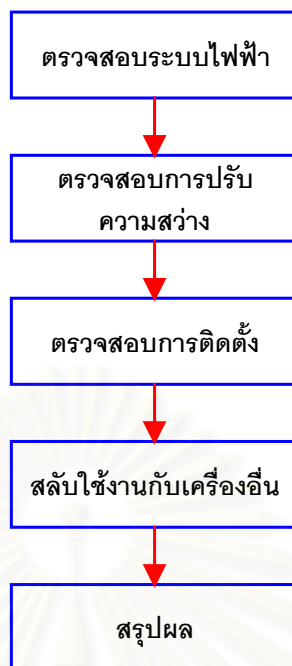 ตรวจสอบระบบไฟฟ้า
ตรวจสอบการปรับ
ความสว่าง
ตรวจสอบการติดตั้ง
สลับใช้งานกับเครื่องอื่น
สรุปผล